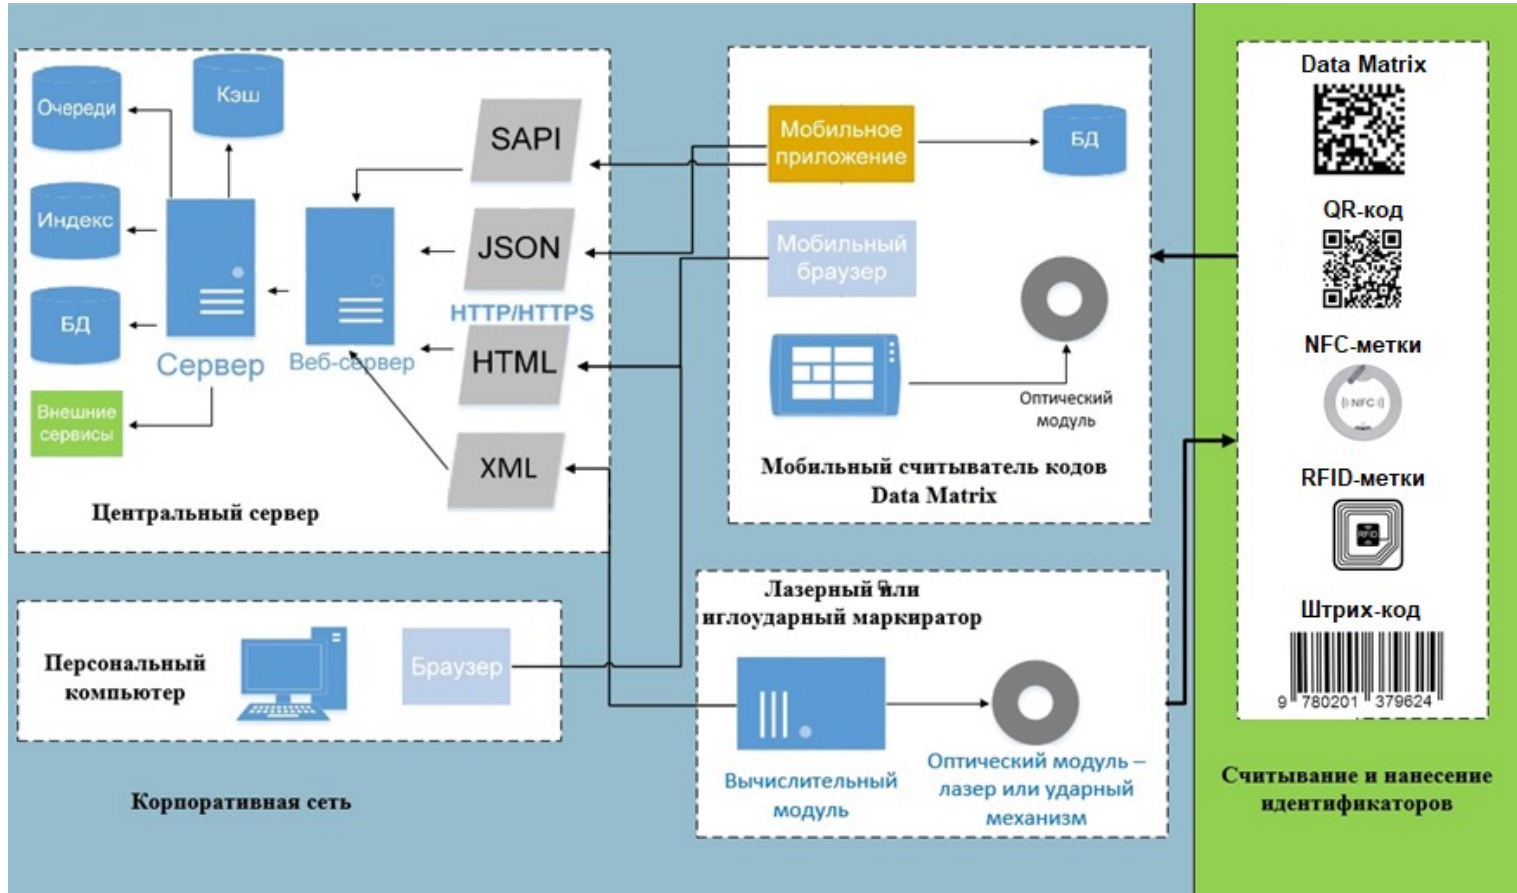 Очереди
Кэш
Индекс
БД
Внешние
сервисы
Сервер
Веб-сервер
SAPI
JSON
HTTP/HTTPS
HTML
XML
Центральный сервер
Мобильное
приложение
БД
Мобильный
браузер
Оптический
модуль
Мобильный считыватель кодов
Data Matrix
Персональный
компьютер
Браузер
Корпоративная сеть
Лазерный или
иглоударный маркиратор
Вычислительный
модуль
Оптический модуль –
лазер или ударный
механизм
Data Matrix
QR-код
NFC-метки
NFC
RFID-метки
RFID
Штрих-код
9 780201 379624
Считывание и нанесение
идентификаторов